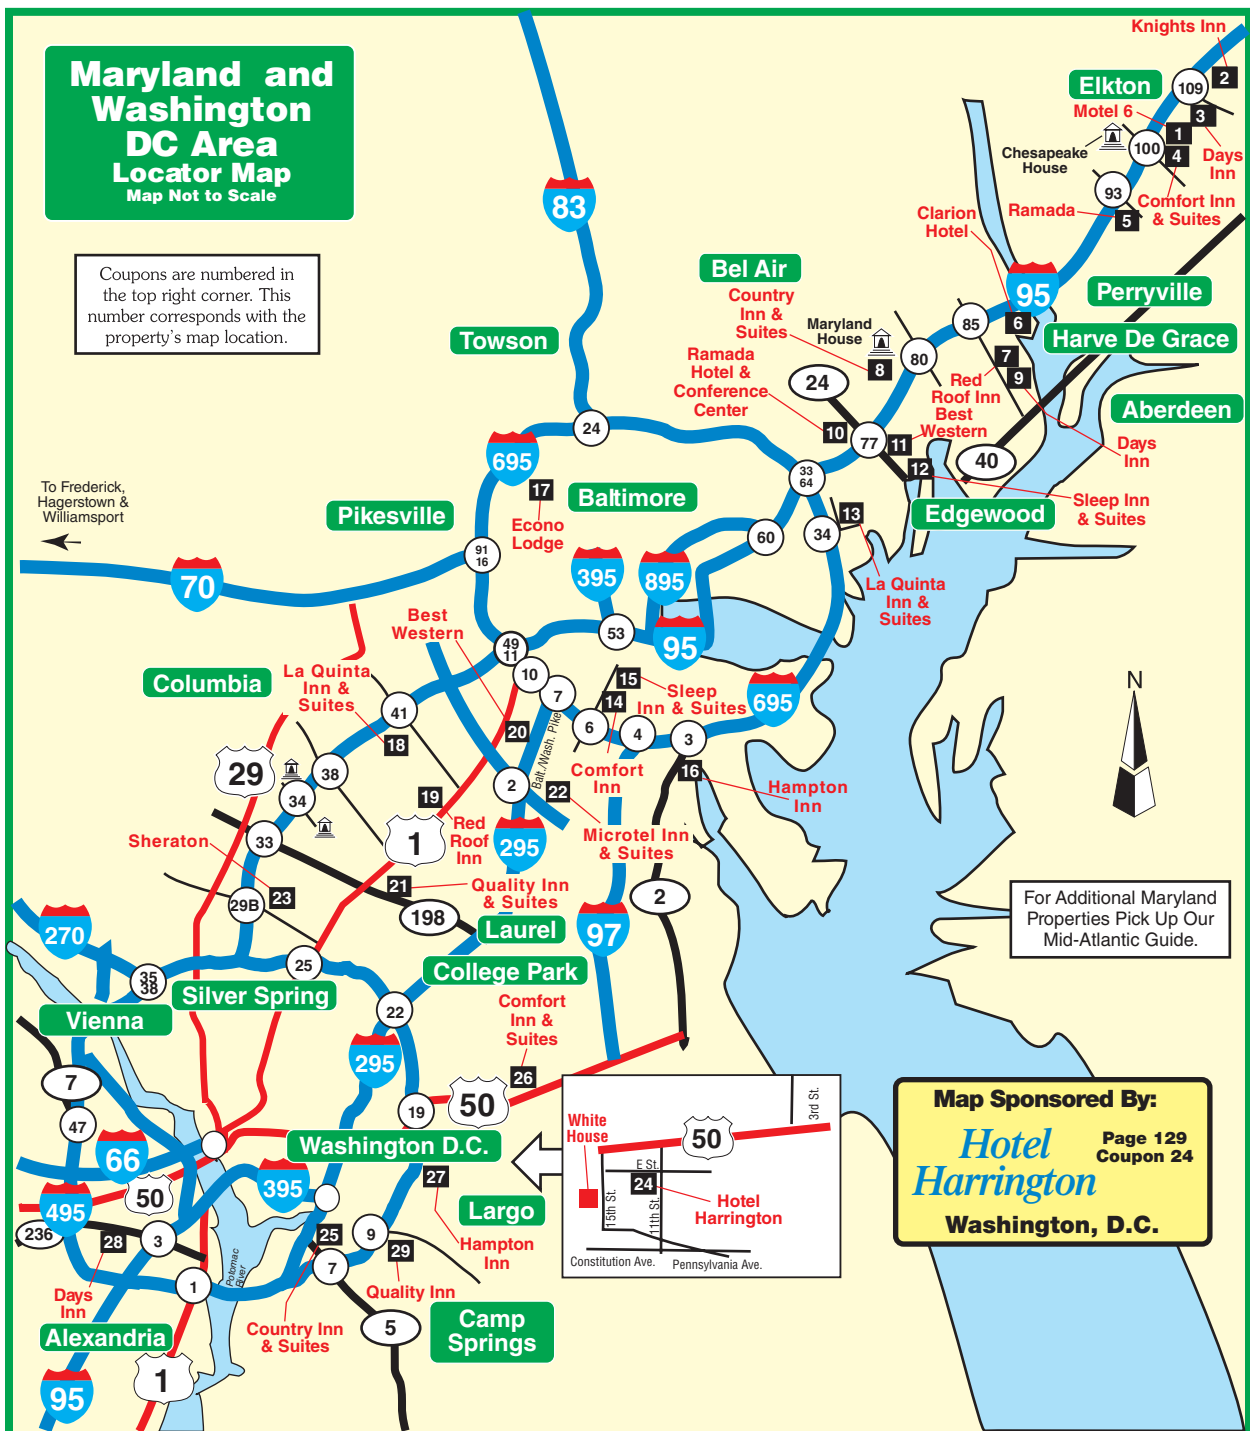 Maryland and
Washington
DC Area
Locator Map
Map Not to Scale
Coupons are numbered in
the top right corner. This
number corresponds with the
property's map location.
83
Knights Inn
2
109
Elkton
Motel 6
1
3
Days
Inn
Chesapeake
House
100
4
93
Comfort Inn
& Suites
Ramada
5
Clarion
Hotel
95
Perryville
6
Harve De Grace
Bel Air
Country
Inn &
Suites
Maryland
House
8
85
80
7
9
Red
Roof Inn
Best
Western
Aberdeen
Days
Inn
Ramada
Hotel &
Conference
Center
24
10
77
11
12
40
Sleep Inn
& Suites
Edgewood
Towson
24
695
17
Econo
Lodge
Baltimore
33
64
13
34
60
La Quinta
Inn &
Suites
To Frederick,
Hagerstown &
Williamsport
Pikesville
91
16
70
395
895
95
53
Best
Western
49
11
10
7
Columbia
La Quinta
Inn &
Suites
41
18
15
Sleep
Inn & Suites
14
6
4
3
695
20
Balt./Wash. Pike
29
38
34
2
22
Comfort
Inn
16
Hampton
Inn
19
Red
Roof
Inn
1
295
Microtel Inn
& Suites
Sheraton
33
23
29B
21
Quality Inn
& Suites
198
2
97
Laurel
270
35
38
25
College Park
Silver Spring
Vienna
22
Comfort
Inn &
Suites
295
26
50
19
7
47
66
50
495
236
28
3
Washington D.C.
395
27
Largo
Hampton
Inn
25
9
29
7
Quality Inn
1
Potomac
River
Days
Inn
Country Inn
& Suites
5
Camp
Springs
Alexandria
1
95
White
House
50
3rd St.
E St.
24
15th St.
11th St.
Hotel
Harrington
Constitution Ave.
Pennsylvania Ave.
N
For Additional Maryland
Properties Pick Up Our
Mid-Atlantic Guide.
Map Sponsored By:
Hotel
Harrington
Page 129
Coupon 24
Washington, D.C.